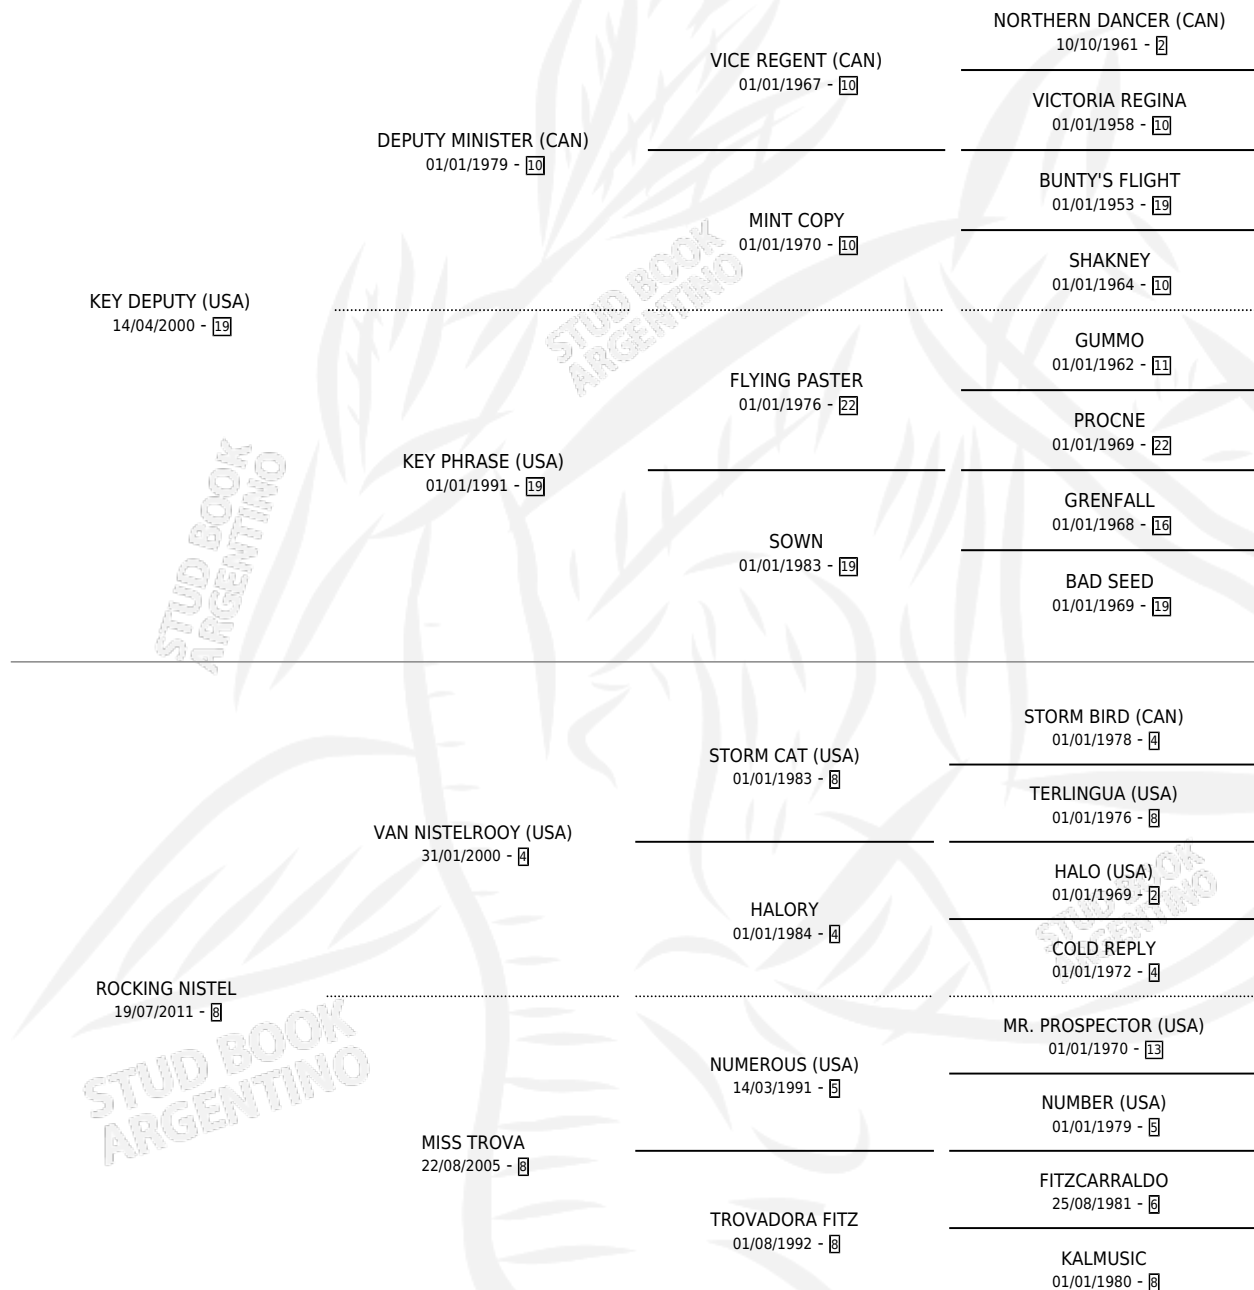 NORTHERN DANCER (CAN)
10/10/1961 - 2
VICE REGENT (CAN)
01/01/1967 - 10
VICTORIA REGINA
01/01/1958 - 10
DEPUTY MINISTER (CAN)
01/01/1979 - 10
BUNTY'S FLIGHT
01/01/1953 - 19
MINT COPY
01/01/1970 - 10
SHAKNEY
01/01/1964 - 10
KEY DEPUTY (USA)
14/04/2000 - 19
STUD BOOK
ARGENTINO
GUMMO
01/01/1962 - 11
FLYING PASTER
01/01/1976 - 22
PROCNE
01/01/1969 - 22
KEY PHRASE (USA)
01/01/1991 - 19
GRENFALL
01/01/1968 - 16
SOWN
01/01/1983 - 19
BAD SEED
01/01/1969 - 19
STUD BOOK
ARGENTINO
STORM BIRD (CAN)
01/01/1978 - 4
STORM CAT (USA)
01/01/1983 - 8
TERLINGUA (USA)
01/01/1976 - 8
VAN NISTELROOY (USA)
31/01/2000 - 4
HALO (USA)
01/01/1969 - 2
HALORY
01/01/1984 - 4
COLD REPLY
01/01/1972 - 4
STUD BOOK
ARGENTINO
ROCKING NISTEL
19/07/2011 - 8
MR. PROSPECTOR (USA)
01/01/1970 - 13
NUMEROUS (USA)
14/03/1991 - 5
NUMBER (USA)
01/01/1979 - 5
STUD BOOK
ARGENTINO
MISS TROVA
22/08/2005 - 8
FITZCARRALDO
25/08/1981 - 6
TROVADORA FITZ
01/08/1992 - 8
KALMUSIC
01/01/1980 - 8